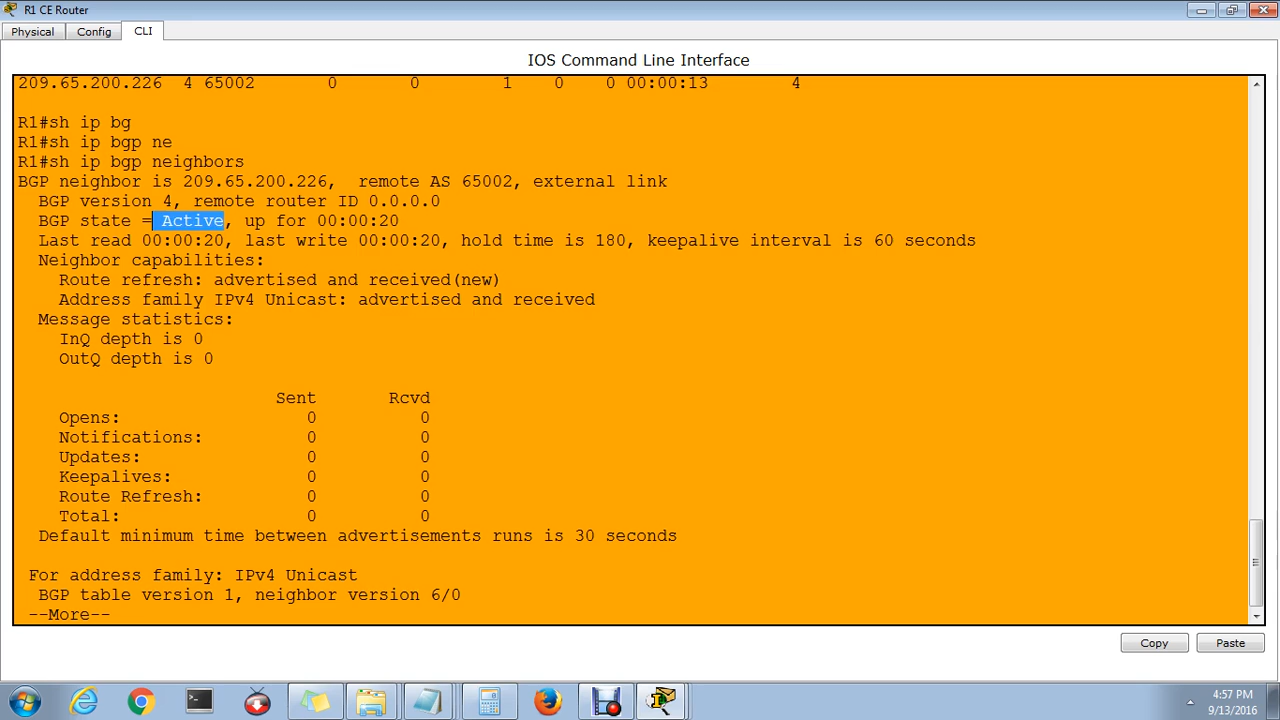 R1 CE Router
Physical Config CLI
IOS Command Line Interface
209.65.200.226 4 65002 0 0 1 0 0 00:00:13 4
R1#sh ip bg
R1#sh ip bgp ne
R1#sh ip bgp neighbors
BGP neighbor is 209.65.200.226, remote AS 65002, external link
BGP version 4, remote router ID 0.0.0.0
BGP state = Active, up for 00:00:20
Last read 00:00:20, last write 00:00:20, hold time is 180, keepalive interval is 60 seconds
Neighbor capabilities:
Route refresh: advertised and received(new)
Address family IPv4 Unicast: advertised and received
Message statistics:
InQ depth is 0
OutQ depth is 0
Sent Rcvd
Opens: 0 0
Notifications: 0 0
Updates: 0 0
Keepalives: 0 0
Route Refresh: 0 0
Total: 0 0
Default minimum time between advertisements runs is 30 seconds
For address family: IPv4 Unicast
BGP table version 1, neighbor version 6/0
--More--
Copy Paste
4:57 PM
9/13/2016